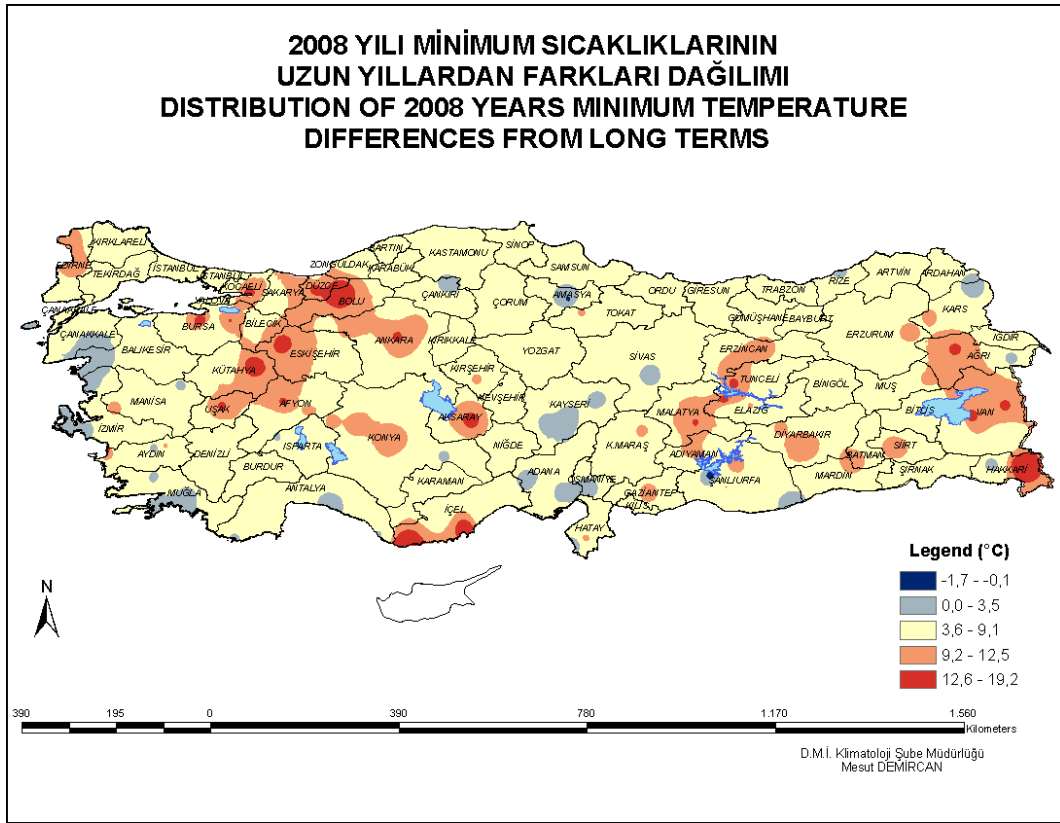 2008 YILI MİNİMUM SICAKLIKLARININ
UZUN YILLARDAN FARKLARI DAĞILIMI
DISTRIBUTION OF 2008 YEARS MINIMUM TEMPERATURE
DIFFERENCES FROM LONG TERMS
KIRKLARELİ
EDİRNE
TEKİRDAĞ
İSTANBUL
İSTANBUL
KOCAELİ
YALOVA
SAKARYA
DÜZCE
ZONGULDAK
BARTIN
KARABÜK
BOLU
KASTAMONU
SİNOP
SAMSUN
ÇANKIRI
ÇORUM
AMASYA
TOKAT
ORDU
GİRESUN
TRABZON
RİZE
ARTVİN
ARDAHAN
KARS
GÜMÜŞHANE
BAYBURT
ERZURUM
IĞDIR
AĞRI
ÇANAKKALE
ÇANAKKALE
BALIKESİR
BURSA
BİLECİK
ESKİŞEHİR
ANKARA
KIRIKKALE
YOZGAT
SİVAS
ERZİNCAN
TUNCELİ
BİNGÖL
MUŞ
BİTLİS
VAN
KÜTAHYA
MANİSA
UŞAK
AFYON
KIRŞEHİR
NEVŞEHİR
KAYSERİ
MALATYA
ELAZIĞ
İZMİR
AYDIN
DENİZLİ
ISPARTA
BURDUR
KONYA
AKSARAY
NİĞDE
K.MARAŞ
ADIYAMAN
DİYARBAKIR
BATMAN
SİİRT
ŞIRNAK
HAKKARİ
MARDİN
MUĞLA
ANTALYA
KARAMAN
İÇEL
ADANA
OSMANİYE
GAZİANTEP
KİLİS
ŞANLIURFA
HATAY
N
Legend (°C)
-1,7 - -0,1
0,0 - 3,5
3,6 - 9,1
9,2 - 12,5
12,6 - 19,2
390 195 0 390 780 1.170 1.560
Kilometers
D.M.İ. Klimatoloji Şube Müdürlüğü
Mesut DEMİRCAN